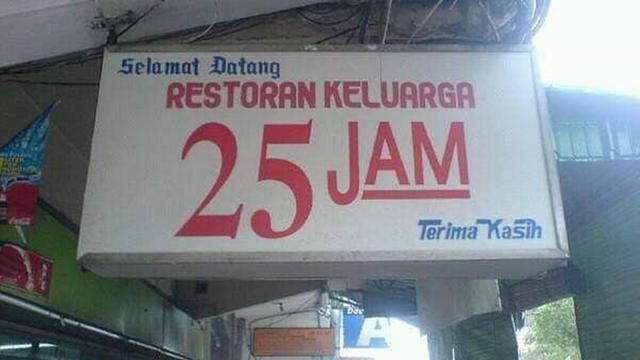 Selamat Datang
RESTORAN KELUARGA
25 JAM
Terima Kasih
A